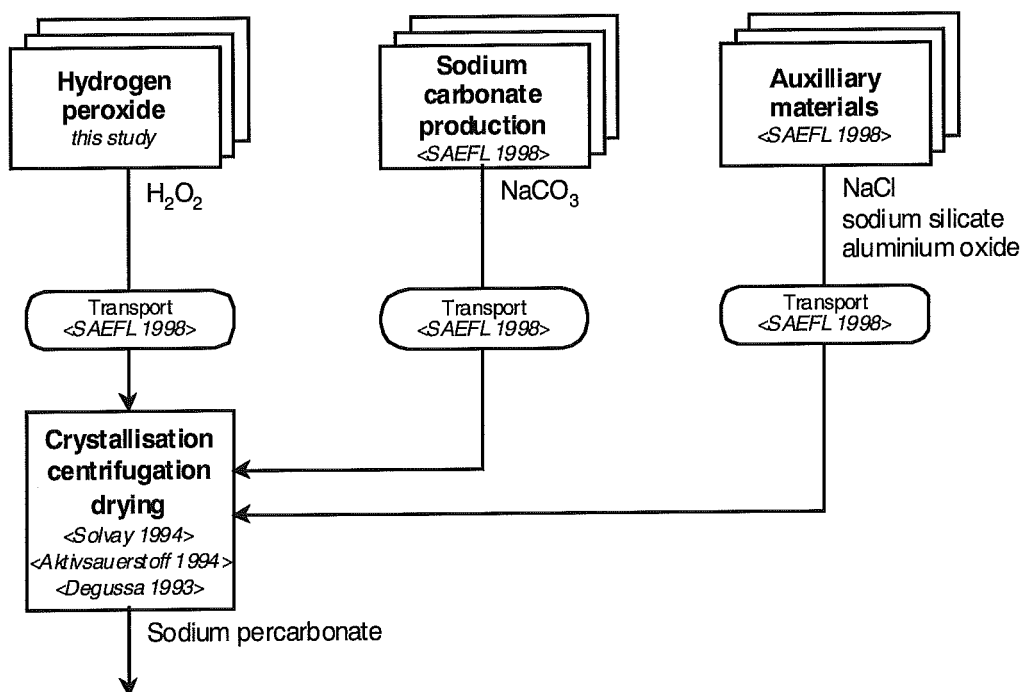 Hydrogen
peroxide
this study
Sodium
carbonate
production
<SAEFL 1998>
Auxilliary
materials
<SAEFL 1998>
H₂O₂
NaCO₃
NaCl
sodium silicate
aluminium oxide
Transport
<SAEFL 1998>
Transport
<SAEFL 1998>
Transport
<SAEFL 1998>
Crystallisation
centrifugation
drying
<Solvay 1994>
<Aktivsauerstoff 1994>
<Degussa 1993>
Sodium percarbonate